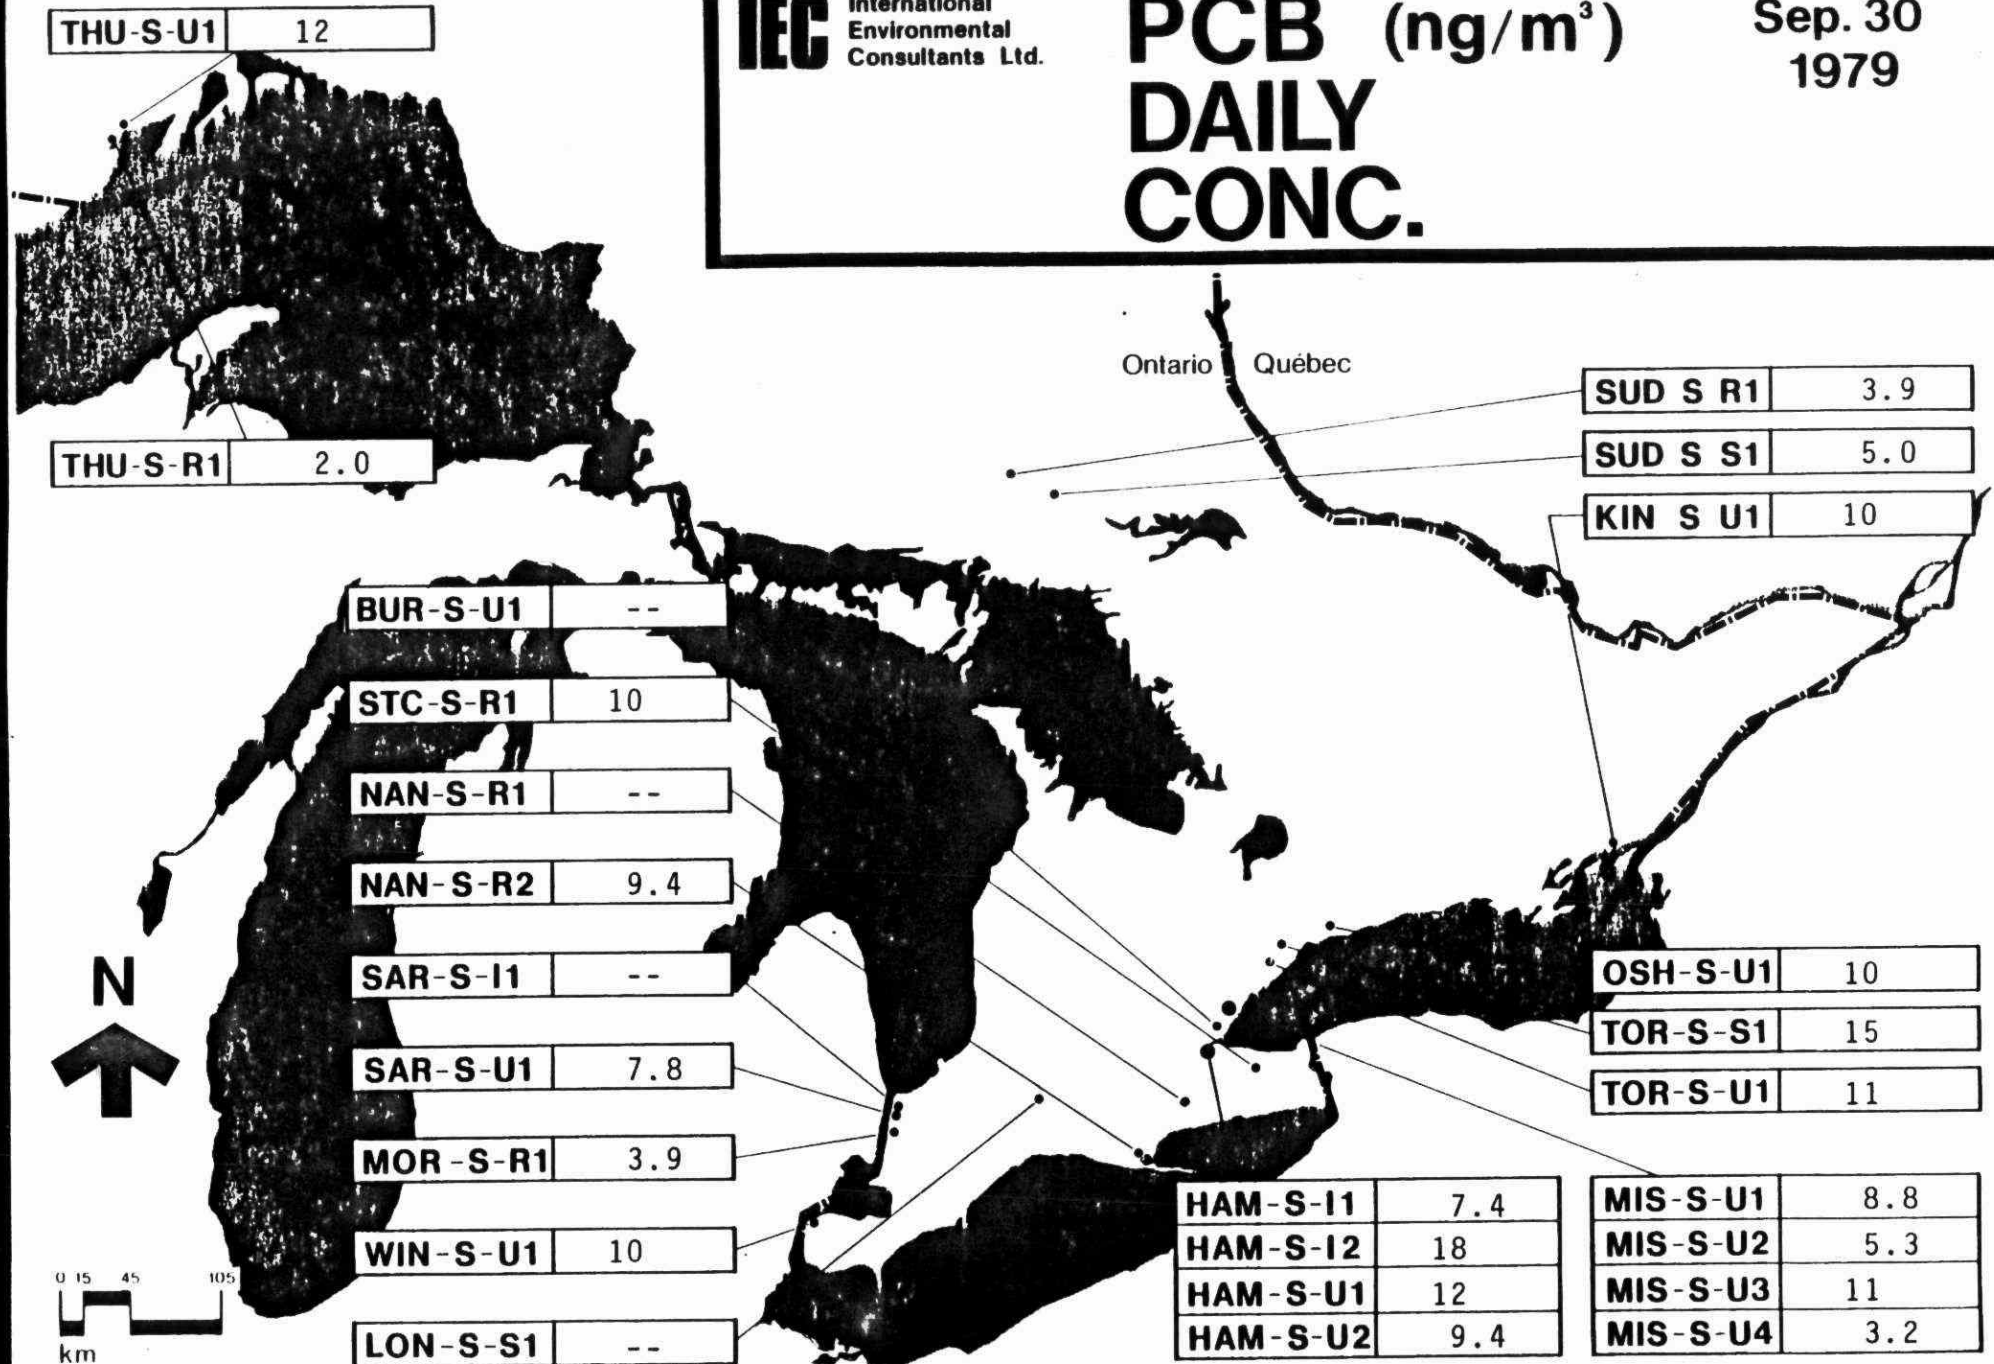 THU-S-U1 12
IEC International
Environmental
Consultants Ltd.
PCB (ng/m³)
DAILY
CONC.
Sep. 30
1979
Ontario Québec
THU-S-R1 2.0
SUD S R1 3.9
SUD S S1 5.0
KIN S U1 10
BUR-S-U1 --
STC-S-R1 10
NAN-S-R1 --
NAN-S-R2 9.4
SAR-S-I1 --
SAR-S-U1 7.8
MOR-S-R1 3.9
WIN-S-U1 10
LON-S-S1 --
N
0 15 45 105
km
OSH-S-U1 10
TOR-S-S1 15
TOR-S-U1 11
HAM-S-I1 7.4
HAM-S-I2 18
HAM-S-U1 12
HAM-S-U2 9.4
MIS-S-U1 8.8
MIS-S-U2 5.3
MIS-S-U3 11
MIS-S-U4 3.2